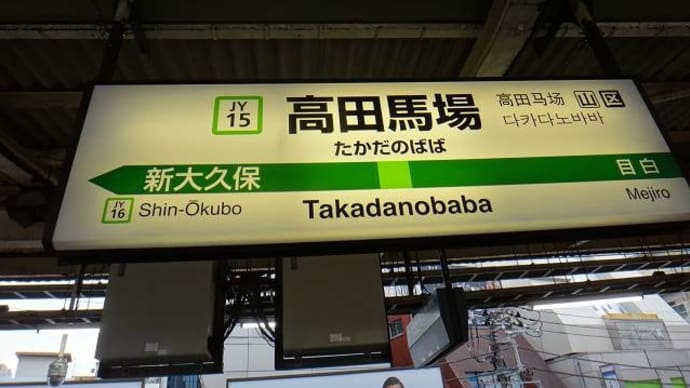 JY
15
高田馬場
高田马场
山 区
다카다노바바
たかだのばば
新大久保
目白
JY
16
Shin-Ōkubo
Takadanobaba
Mejiro